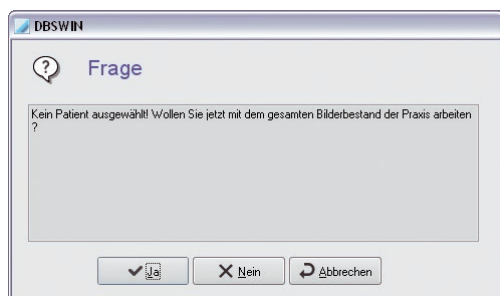 DBSWIN
Frage
Kein Patient ausgewählt! Wollen Sie jetzt mit dem gesamten Bilderbestand der Praxis arbeiten
?
Ja Nein Abbrechen